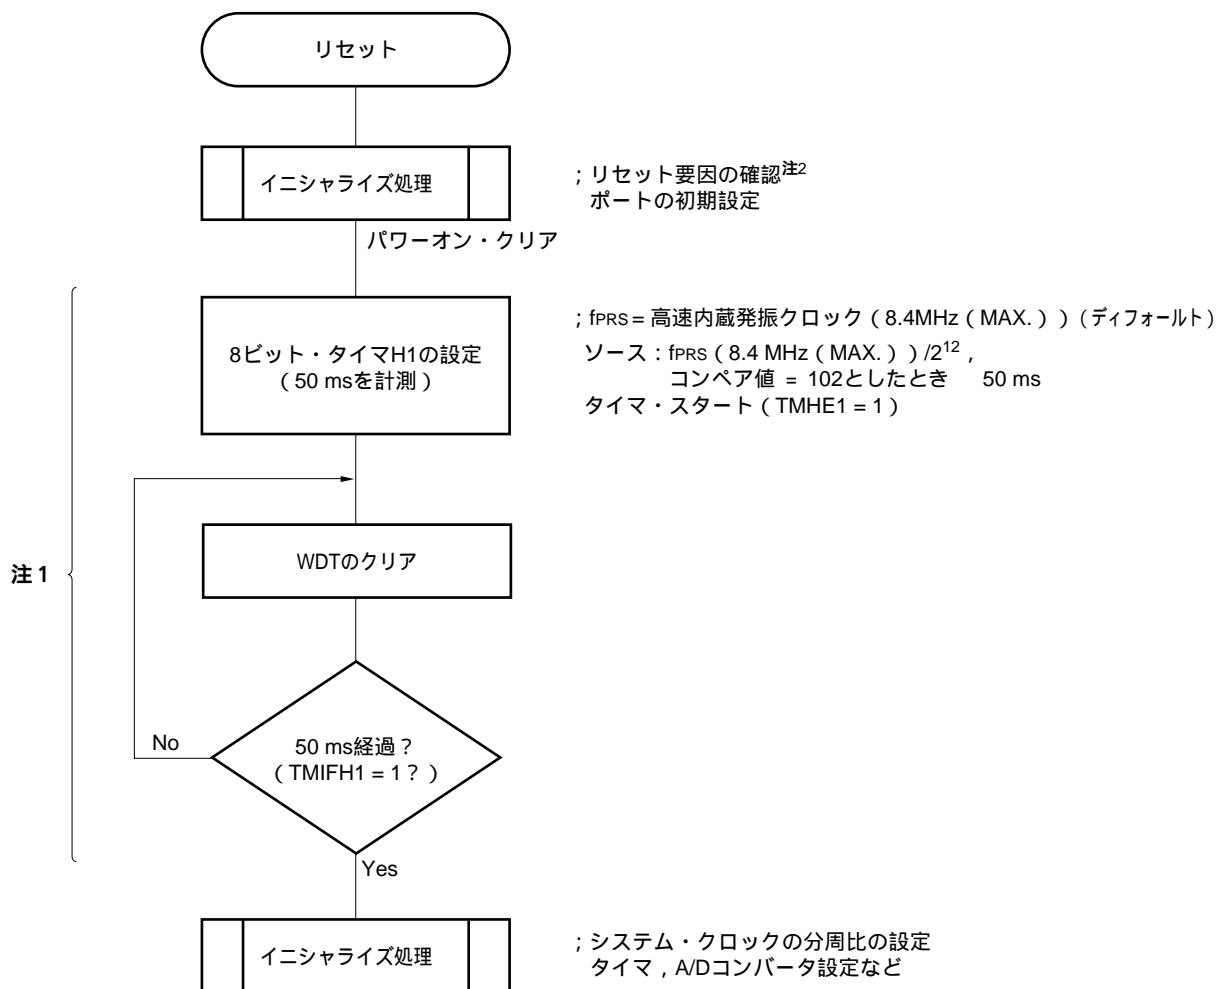 リセット
イニシャライズ処理
;リセット要因の確認注2
ポートの初期設定
パワーオン・クリア
8ビット・タイマH1の設定
(50 msを計測)
;fPRS=高速内蔵発振クロック(8.4MHz(MAX.))(ディフォールト)
ソース:fPRS(8.4 MHz(MAX.))/2¹²,
コンペア値 = 102としたとき 50 ms
タイマ・スタート(TMHE1 = 1)
注1
WDTのクリア
No
50 ms経過?
(TMIFH1 = 1?)
Yes
イニシャライズ処理
;システム・クロックの分周比の設定
タイマ,A/Dコンバータ設定など